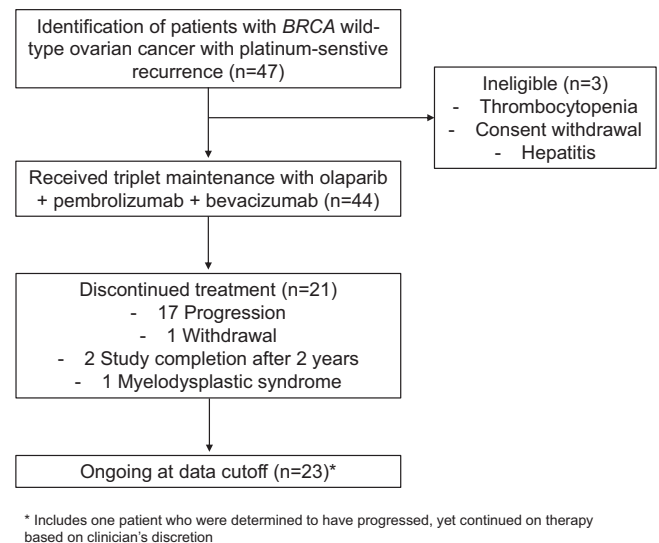 Identification of patients with BRCA wild-
type ovarian cancer with platinum-senstive
recurrence (n=47)
Ineligible (n=3)
- Thrombocytopenia
- Consent withdrawal
- Hepatitis
Received triplet maintenance with olaparib
+ pembrolizumab + bevacizumab (n=44)
Discontinued treatment (n=21)
- 17 Progression
- 1 Withdrawal
- 2 Study completion after 2 years
- 1 Myelodysplastic syndrome
Ongoing at data cutoff (n=23)*
* Includes one patient who were determined to have progressed, yet continued on therapy
based on clinician's discretion